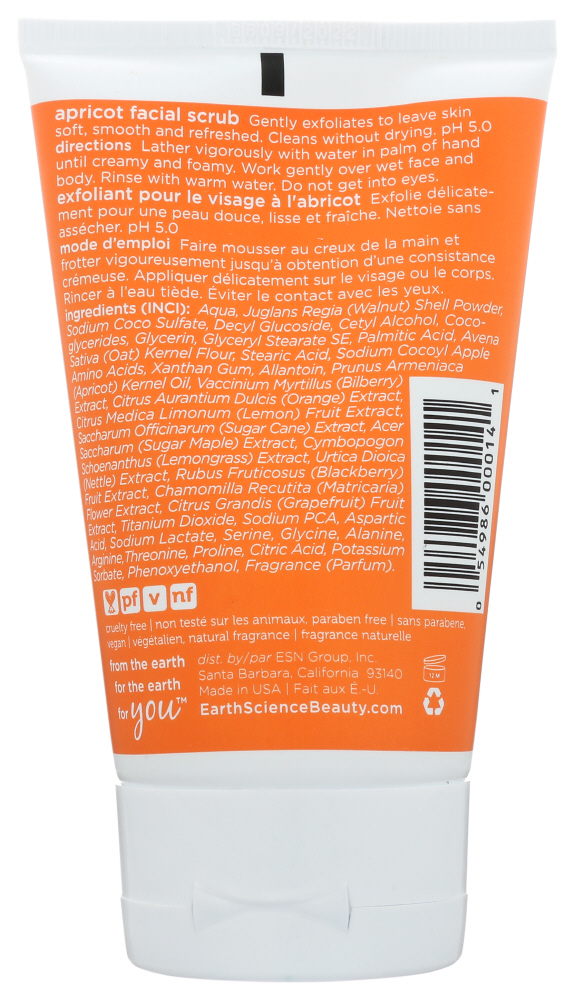 apricot facial scrub Gently exfoliates to leave skin
soft, smooth and refreshed. Cleans without drying. pH 5.0
directions Lather vigorously with water in palm of hand
until creamy and foamy. Work gently over wet face and
body. Rinse with warm water. Do not get into eyes.
exfoliant pour le visage à l'abricot Exfolie délicate-
ment pour une peau douce, lisse et fraîche. Nettoie sans
assécher. pH 5.0
mode d'emploi Faire mousser au creux de la main et
frotter vigoureusement jusqu'à obtention d'une consistance
crémeuse. Appliquer délicatement sur le visage ou le corps.
Rincer à l'eau tiède. Éviter le contact avec les yeux.
ingredients (INCI): Aqua, Juglans Regia (Walnut) Shell Powder,
Sodium Coco Sulfate, Decyl Glucoside, Cetyl Alcohol, Coco-
glycerides, Glycerin, Glyceryl Stearate SE, Palmitic Acid, Avena
Sativa (Oat) Kernel Flour, Stearic Acid, Sodium Cocoyl Apple
Amino Acids, Xanthan Gum, Allantoin, Prunus Armeniaca
(Apricot) Kernel Oil, Vaccinium Myrtillus (Bilberry)
Extract, Citrus Aurantium Dulcis (Orange) Extract,
Citrus Medica Limonum (Lemon) Fruit Extract,
Saccharum Officinarum (Sugar Cane) Extract, Acer
Saccharum (Sugar Maple) Extract, Cymbopogon
Schoenanthus (Lemongrass) Extract, Urtica Dioica
(Nettle) Extract, Rubus Fruticosus (Blackberry)
Fruit Extract, Chamomilla Recutita (Matricaria)
Flower Extract, Citrus Grandis (Grapefruit) Fruit
Extract, Titanium Dioxide, Sodium PCA, Aspartic
Acid, Sodium Lactate, Serine, Glycine, Alanine,
Arginine, Threonine, Proline, Citric Acid, Potassium
Sorbate, Phenoxyethanol, Fragrance (Parfum).
0 54986 00014 1
pf v nf
cruelty free | non testé sur les animaux, paraben free | sans parabène,
vegan | végétalien, natural fragrance | fragrance naturelle
from the earth
for the earth
for you™
dist. by/par ESN Group, Inc.
Santa Barbara, California 93140
Made in USA | Fait aux É.-U.
EarthScienceBeauty.com
12 M